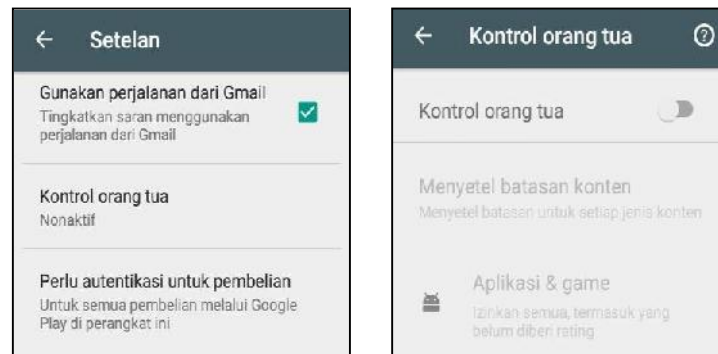 Setelan
Gunakan perjalanan dari Gmail
Tingkatkan saran menggunakan
perjalanan dari Gmail
Kontrol orang tua
Nonaktif
Perlu autentikasi untuk pembelian
Untuk semua pembelian melalui Google
Play di perangkat ini
Kontrol orang tua
Kontrol orang tua
Menyetel batasan konten
Menyetel batasan untuk setiap jenis konten
Aplikasi & game
Izinkan semua, termasuk yang
belum diberi rating